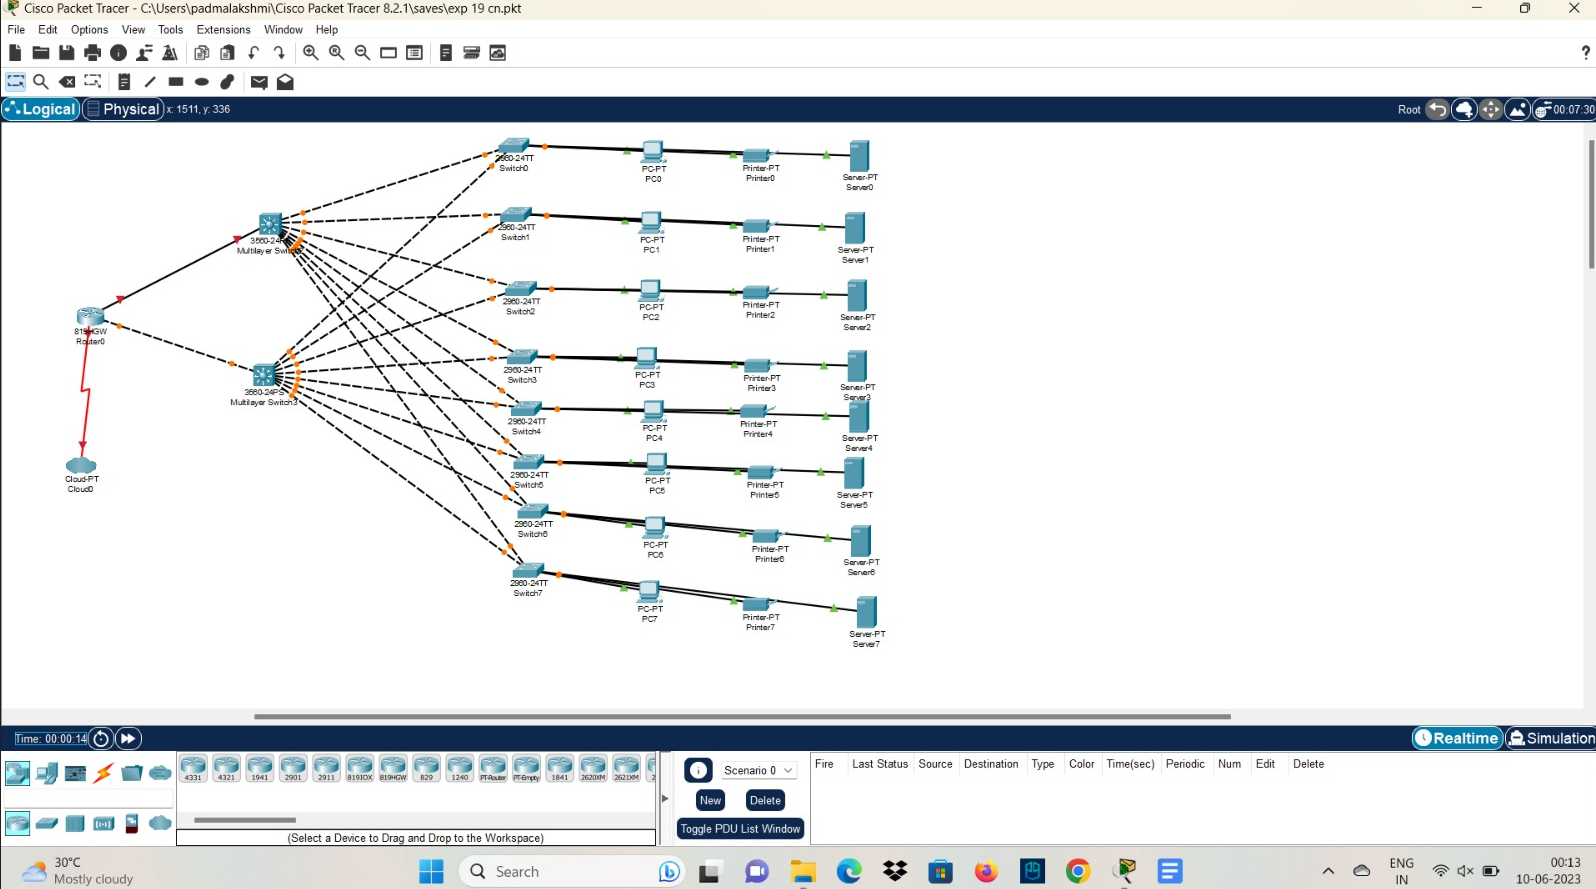 Cisco Packet Tracer - C:\Users\padmalakshmi\Cisco Packet Tracer 8.2.1\saves\exp 19 cn.pkt
File Edit Options View Tools Extensions Window Help
?
Logical Physical x: 1511, y: 336
Root 00:07:30
2960-24TT
Switch0
PC-PT
PC0
Printer-PT
Printer0
Server-PT
Server0
2960-24TT
Switch1
PC-PT
PC1
Printer-PT
Printer1
Server-PT
Server1
Multilayer
2960-24TT
Switch2
PC-PT
PC2
Printer-PT
Printer2
Server-PT
Server2
819HGW
Router0
2960-24TT
Switch3
PC-PT
PC3
Printer-PT
Printer3
Server-PT
Server3
3560-24PS
Multilayer Switch3
2960-24TT
Switch4
PC-PT
PC4
Printer-PT
Printer4
Server-PT
Server4
Cloud-PT
Cloud0
2960-24TT
Switch5
PC-PT
PC5
Printer-PT
Printer5
Server-PT
Server5
2960-24TT
Switch6
PC-PT
PC6
Printer-PT
Printer6
Server-PT
Server6
2960-24TT
Switch7
PC-PT
PC7
Printer-PT
Printer7
Server-PT
Server7
Time: 00:00:14
Realtime Simulation
4331 4321 1941 2901 2911 819IOX 819HGW 829 1240 PT-Router PT-Empty 1841 2620XM 2621XM 2
(Select a Device to Drag and Drop to the Workspace)
Scenario 0
New Delete
Toggle PDU List Window
Fire Last Status Source Destination Type Color Time(sec) Periodic Num Edit Delete
30°C
Mostly cloudy
Search
ENG
IN
00:13
10-06-2023